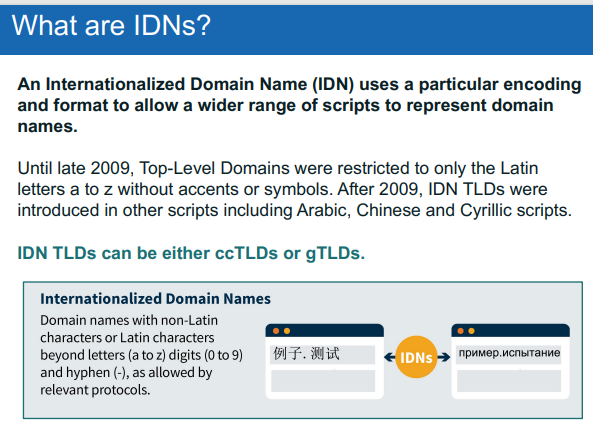 What are IDNs?
An Internationalized Domain Name (IDN) uses a particular encoding
and format to allow a wider range of scripts to represent domain
names.
Until late 2009, Top-Level Domains were restricted to only the Latin
letters a to z without accents or symbols. After 2009, IDN TLDs were
introduced in other scripts including Arabic, Chinese and Cyrillic scripts.
IDN TLDs can be either ccTLDs or gTLDs.
Internationalized Domain Names
Domain names with non-Latin
characters or Latin characters
beyond letters (a to z) digits (0 to 9)
and hyphen (-), as allowed by
relevant protocols.
例子. 测试
IDNs
пример.испытание